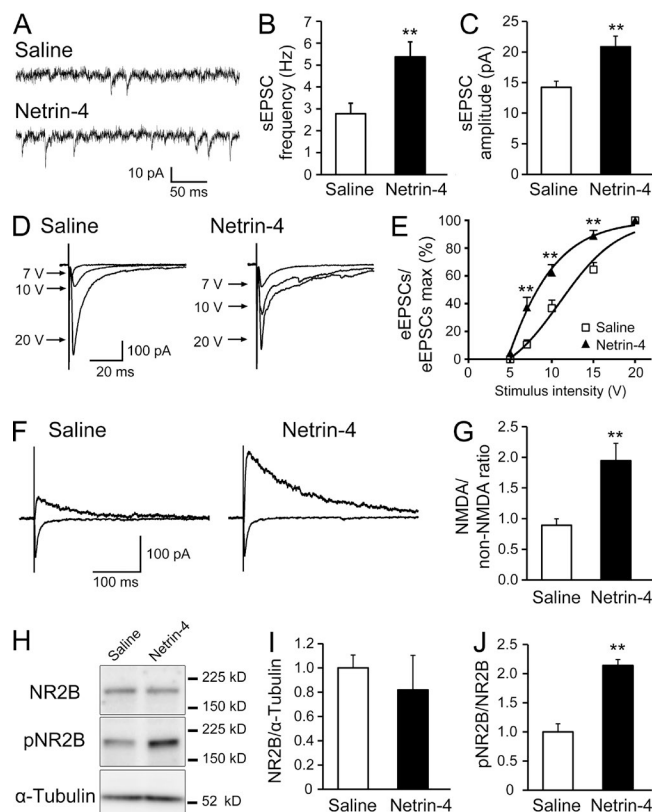 A
Saline
Netrin-4
10 pA
50 ms
B
sEPSC
frequency (Hz)
8
7
6
5
4
3
2
1
0
**
Saline Netrin-4
C
sEPSC
amplitude (pA)
25
20
15
10
5
0
**
Saline Netrin-4
D
Saline
7 V
10 V
20 V
100 pA
20 ms
Netrin-4
7 V
10 V
20 V
E
eEPSCs/
eEPSCs max (%)
100
80
60
40
20
0
**
**
**
Saline
Netrin-4
0 5 10 15 20
Stimulus intensity (V)
F
Saline
Netrin-4
100 pA
100 ms
G
NMDA/
non-NMDA ratio
2.5
2.0
1.5
1.0
0.5
0.0
**
Saline Netrin-4
H
Saline
Netrin-4
NR2B
225 kD
150 kD
pNR2B
225 kD
150 kD
α-Tubulin
52 kD
I
NR2B/α-Tubulin
1.2
1.0
0.8
0.6
0.4
0.2
0
Saline Netrin-4
J
pNR2B/NR2B
2.5
2.0
1.5
1.0
0.5
0
**
Saline Netrin-4